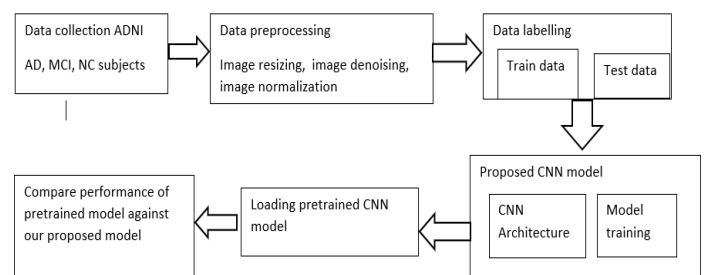 Data collection ADNI
AD, MCI, NC subjects
Data preprocessing
Image resizing, image denoising,
image normalization
Data labelling
Train data
Test data
Proposed CNN model
CNN
Architecture
Model
training
Loading pretrained CNN
model
Compare performance of
pretrained model against
our proposed model